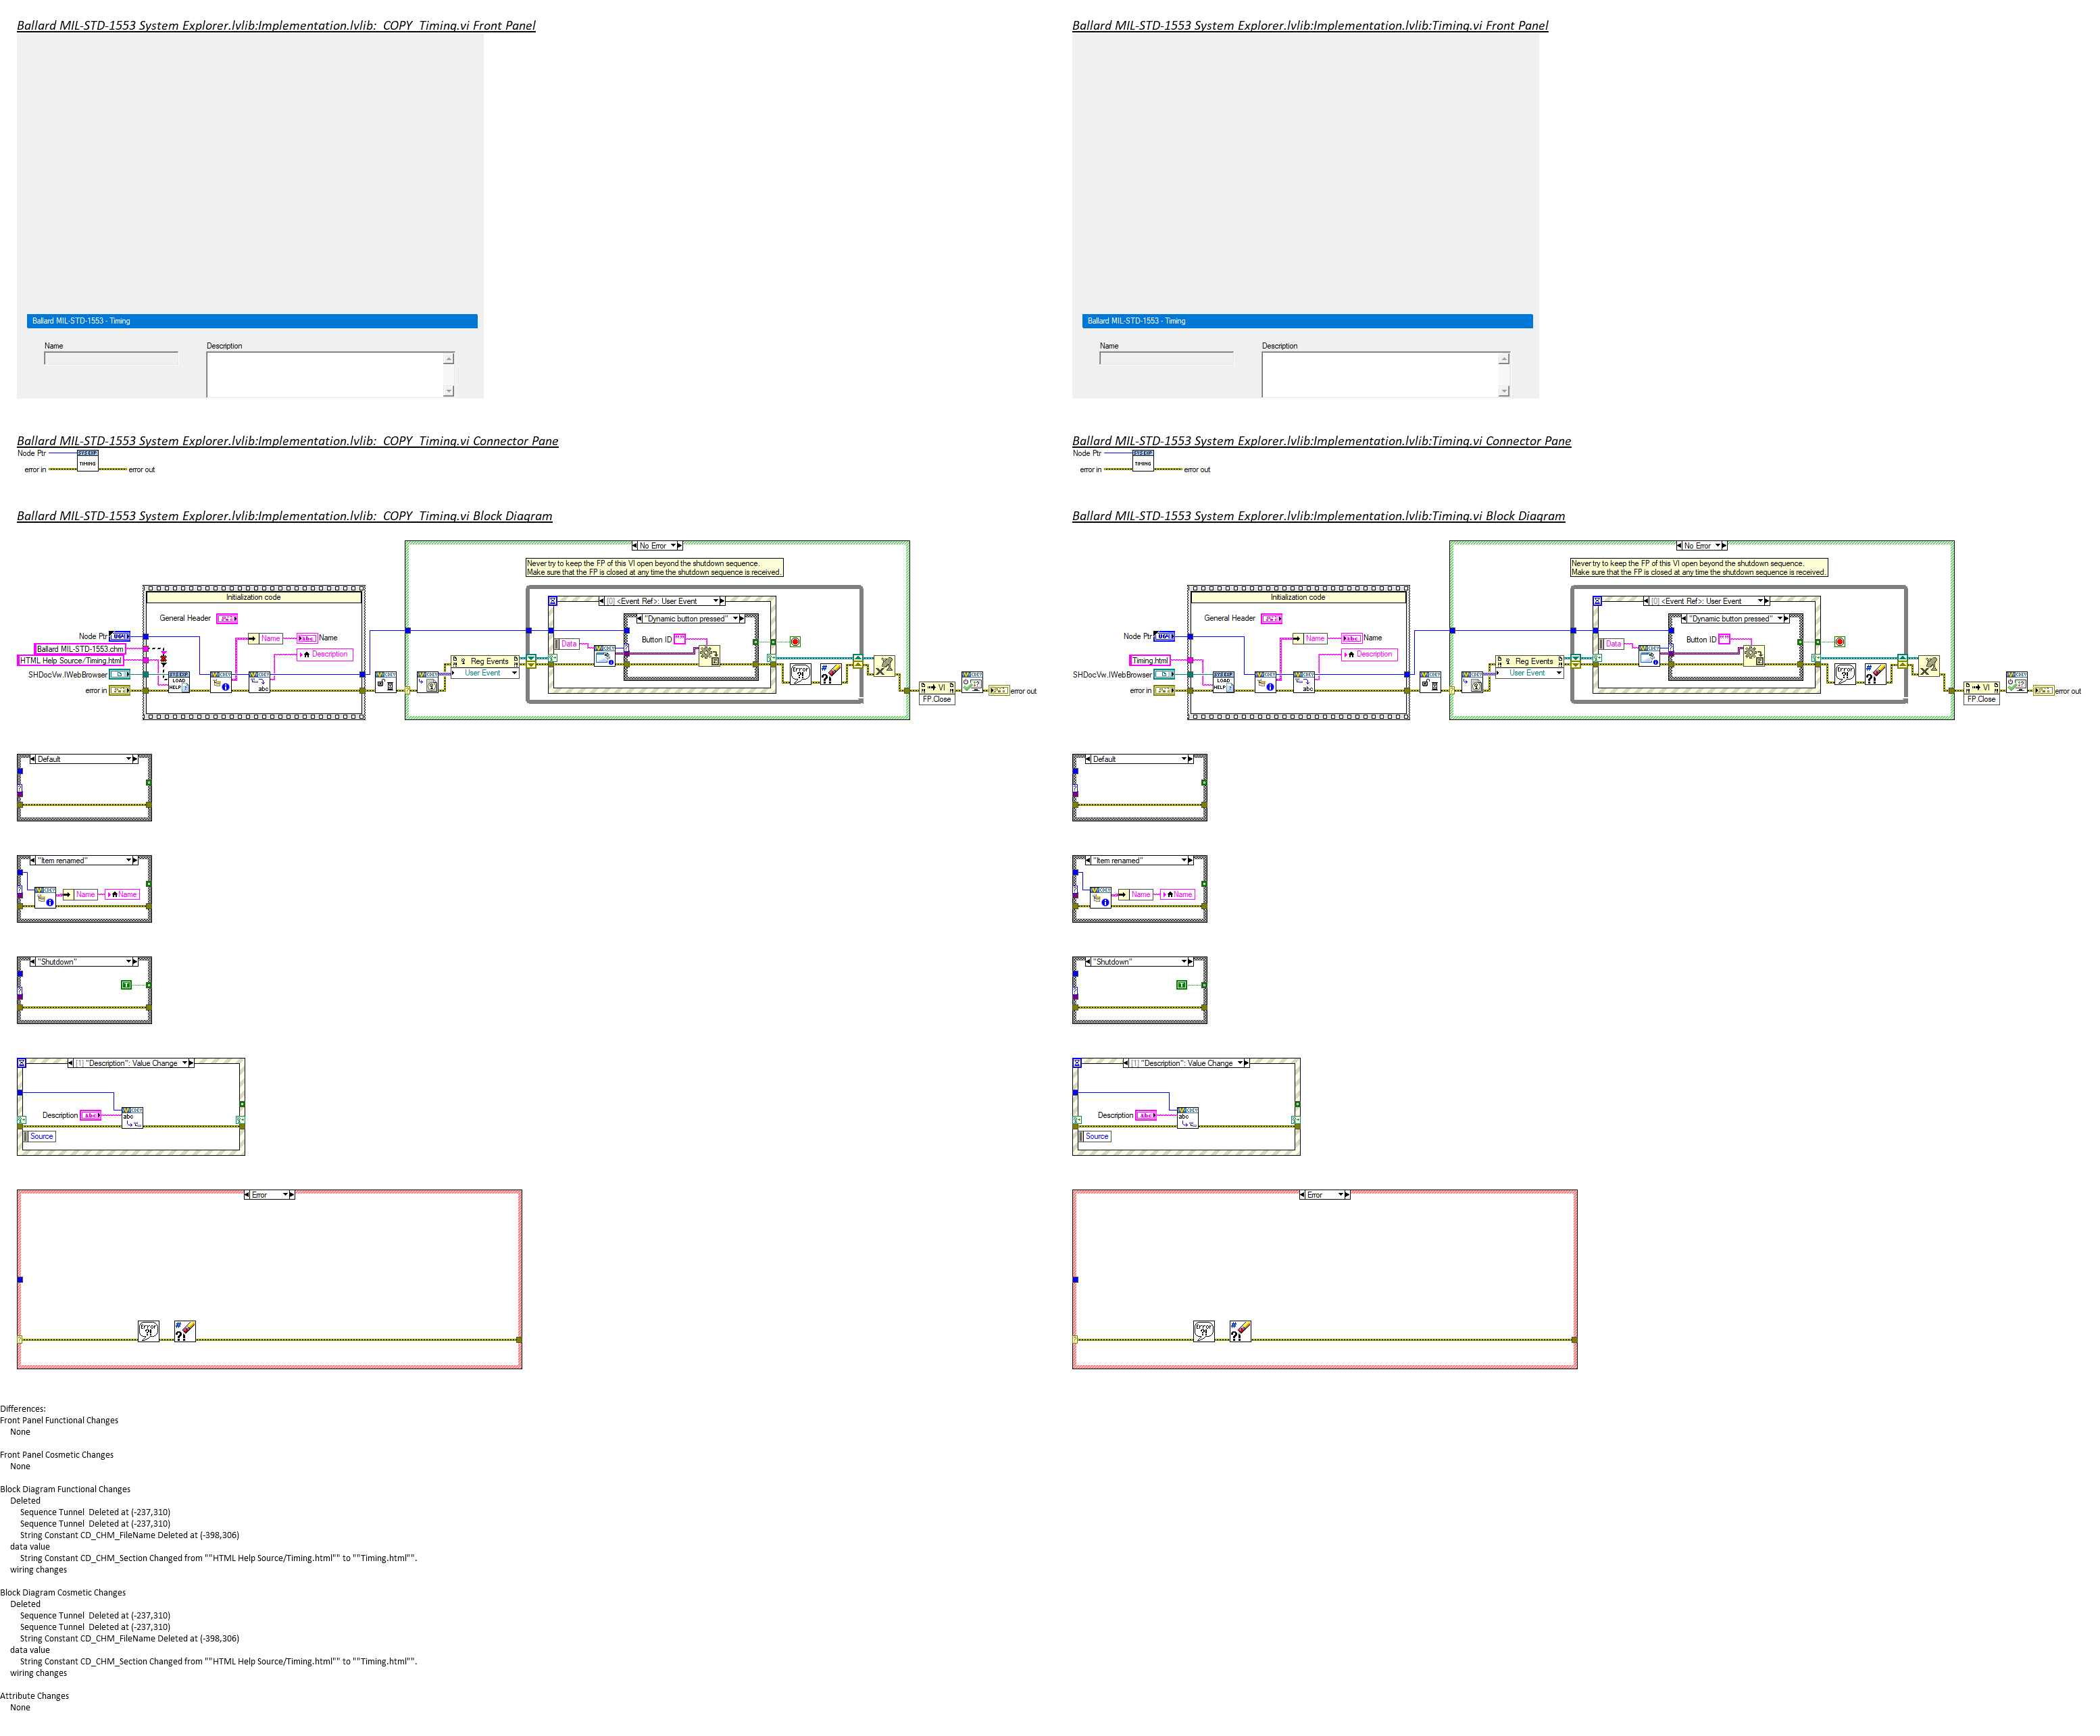 Ballard MIL-STD-1553 System Explorer.lvlib:Implementation.lvlib:_COPY_Timing.vi Front Panel
Ballard MIL-STD-1553 - Timing
Name
Description
Ballard MIL-STD-1553 System Explorer.lvlib:Implementation.lvlib:_COPY_Timing.vi Connector Pane
Node Ptr
TIMING
error in
error out
Ballard MIL-STD-1553 System Explorer.lvlib:Implementation.lvlib:_COPY_Timing.vi Block Diagram
No Error
Never try to keep the FP of this VI open beyond the shutdown sequence.
Make sure that the FP is closed at any time the shutdown sequence is received.
Initialization code
[0] <Event Ref>: User Event
General Header
"Dynamic button pressed"
Node Ptr
Name
Name
Data
Button ID
Ballard MIL-STD-1553.chm
Description
HTML Help Source/Timing.html
Reg Events
SHDocVw.IWebBrowser
LOAD
HELP
User Event
error in
abc
VI
error out
FP.Close
Default
"Item renamed"
Name
Name
"Shutdown"
[1] "Description": Value Change
Description
abc
abc
Source
Error
Error
?!
#
?!
Ballard MIL-STD-1553 System Explorer.lvlib:Implementation.lvlib:Timing.vi Front Panel
Ballard MIL-STD-1553 - Timing
Name
Description
Ballard MIL-STD-1553 System Explorer.lvlib:Implementation.lvlib:Timing.vi Connector Pane
Node Ptr
TIMING
error in
error out
Ballard MIL-STD-1553 System Explorer.lvlib:Implementation.lvlib:Timing.vi Block Diagram
No Error
Never try to keep the FP of this VI open beyond the shutdown sequence.
Make sure that the FP is closed at any time the shutdown sequence is received.
Initialization code
[0] <Event Ref>: User Event
General Header
"Dynamic button pressed"
Node Ptr
Name
Name
Data
Button ID
Description
Timing.html
Reg Events
SHDocVw.IWebBrowser
LOAD
HELP
User Event
error in
abc
VI
error out
FP.Close
Default
"Item renamed"
Name
Name
"Shutdown"
[1] "Description": Value Change
Description
abc
abc
Source
Error
Error
?!
#
?!
Differences:
Front Panel Functional Changes
None
Front Panel Cosmetic Changes
None
Block Diagram Functional Changes
Deleted
Sequence Tunnel  Deleted at (-237,310)
Sequence Tunnel  Deleted at (-237,310)
String Constant CD_CHM_FileName Deleted at (-398,306)
data value
String Constant CD_CHM_Section Changed from ""HTML Help Source/Timing.html"" to ""Timing.html"".
wiring changes
Block Diagram Cosmetic Changes
Deleted
Sequence Tunnel  Deleted at (-237,310)
Sequence Tunnel  Deleted at (-237,310)
String Constant CD_CHM_FileName Deleted at (-398,306)
data value
String Constant CD_CHM_Section Changed from ""HTML Help Source/Timing.html"" to ""Timing.html"".
wiring changes
Attribute Changes
None